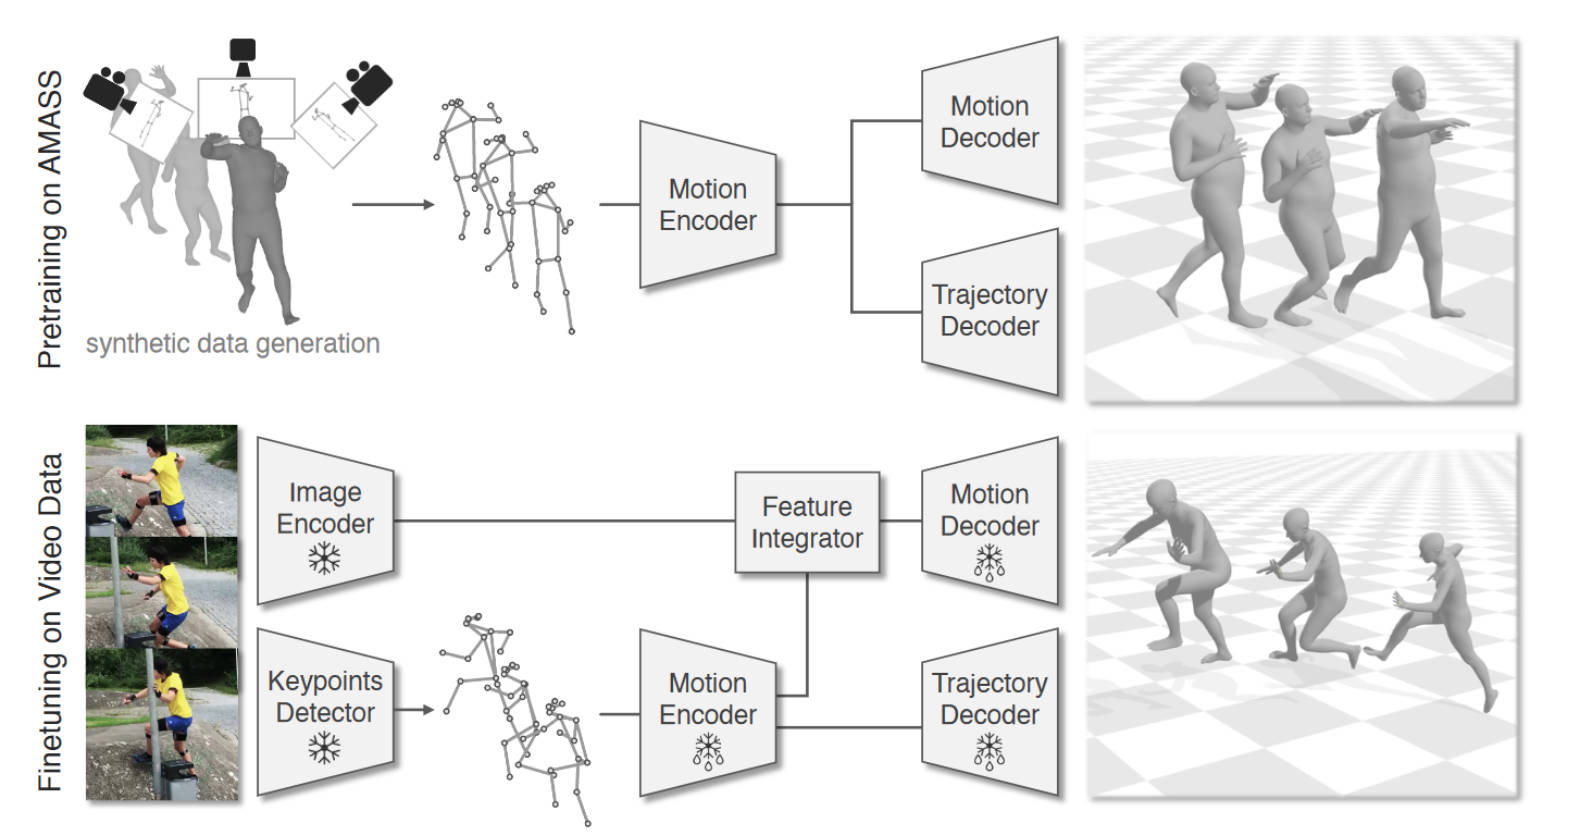 Pretraining on AMASS
synthetic data generation
Motion
Encoder
Motion
Decoder
Trajectory
Decoder
Finetuning on Video Data
Image
Encoder
Keypoints
Detector
Feature
Integrator
Motion
Encoder
Motion
Decoder
Trajectory
Decoder